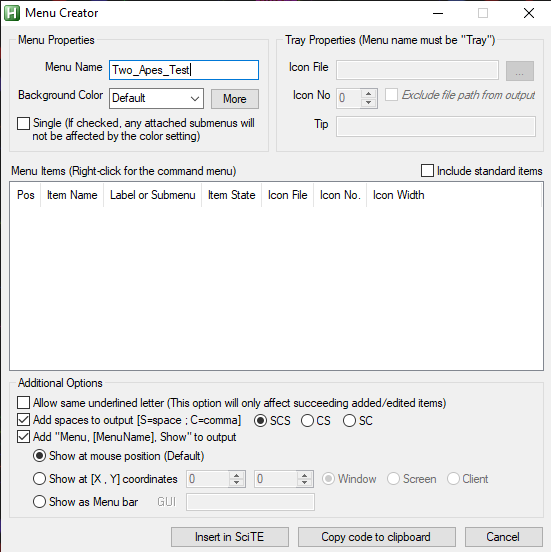 Menu Creator
Menu Properties
Menu Name Two_Apes_Test
Background Color Default More
Single (If checked, any attached submenus will
not be affected by the color setting)
Tray Properties (Menu name must be "Tray")
Icon File ...
Icon No 0 Exclude file path from output
Tip
Menu Items (Right-click for the command menu) Include standard items
Pos Item Name Label or Submenu Item State Icon File Icon No. Icon Width
Additional Options
Allow same underlined letter (This option will only affect succeeding added/edited items)
Add spaces to output [S=space ; C=comma] SCS CS SC
Add "Menu, [MenuName], Show" to output
Show at mouse position (Default)
Show at [X , Y] coordinates 0 0 Window Screen Client
Show as Menu bar GUI
Insert in SciTE Copy code to clipboard Cancel